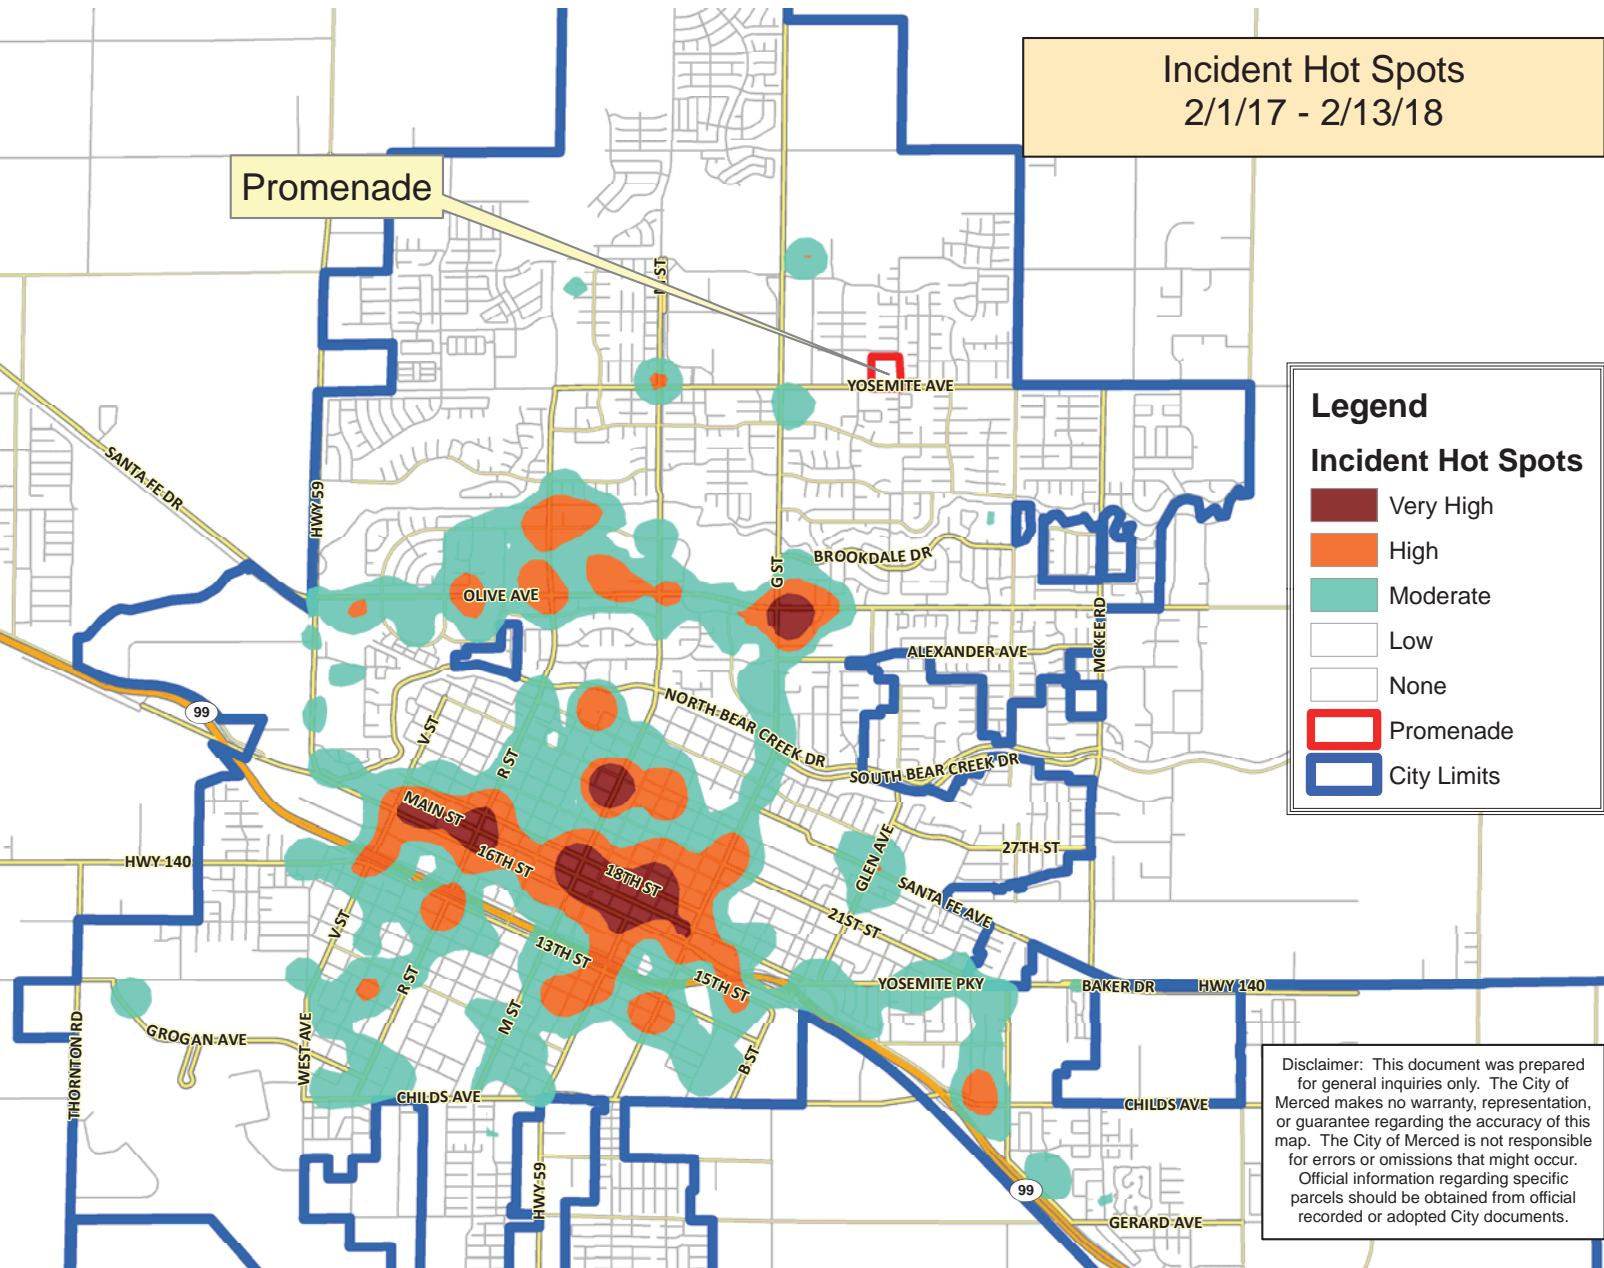 Incident Hot Spots
2/1/17 - 2/13/18
Promenade
M ST
YOSEMITE AVE
SANTA FE DR
HWY 59
G ST
BROOKDALE DR
OLIVE AVE
MCKEE RD
ALEXANDER AVE
NORTH BEAR CREEK DR
99
V ST
R ST
SOUTH BEAR CREEK DR
MAIN ST
16TH ST
18TH ST
GLEN AVE
27TH ST
HWY 140
SANTA FE AVE
21ST ST
V ST
13TH ST
15TH ST
R ST
YOSEMITE PKY
BAKER DR
HWY 140
M ST
GROGAN AVE
WEST AVE
THORNTON RD
B ST
CHILDS AVE
CHILDS AVE
HWY 59
99
GERARD AVE
Legend
Incident Hot Spots
Very High
High
Moderate
Low
None
Promenade
City Limits
Disclaimer: This document was prepared
for general inquiries only. The City of
Merced makes no warranty, representation,
or guarantee regarding the accuracy of this
map. The City of Merced is not responsible
for errors or omissions that might occur.
Official information regarding specific
parcels should be obtained from official
recorded or adopted City documents.